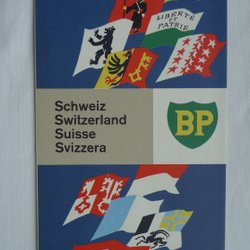 LIBERTÉ
ET
PATRIE
Schweiz
Switzerland
Suisse
Svizzera
BP